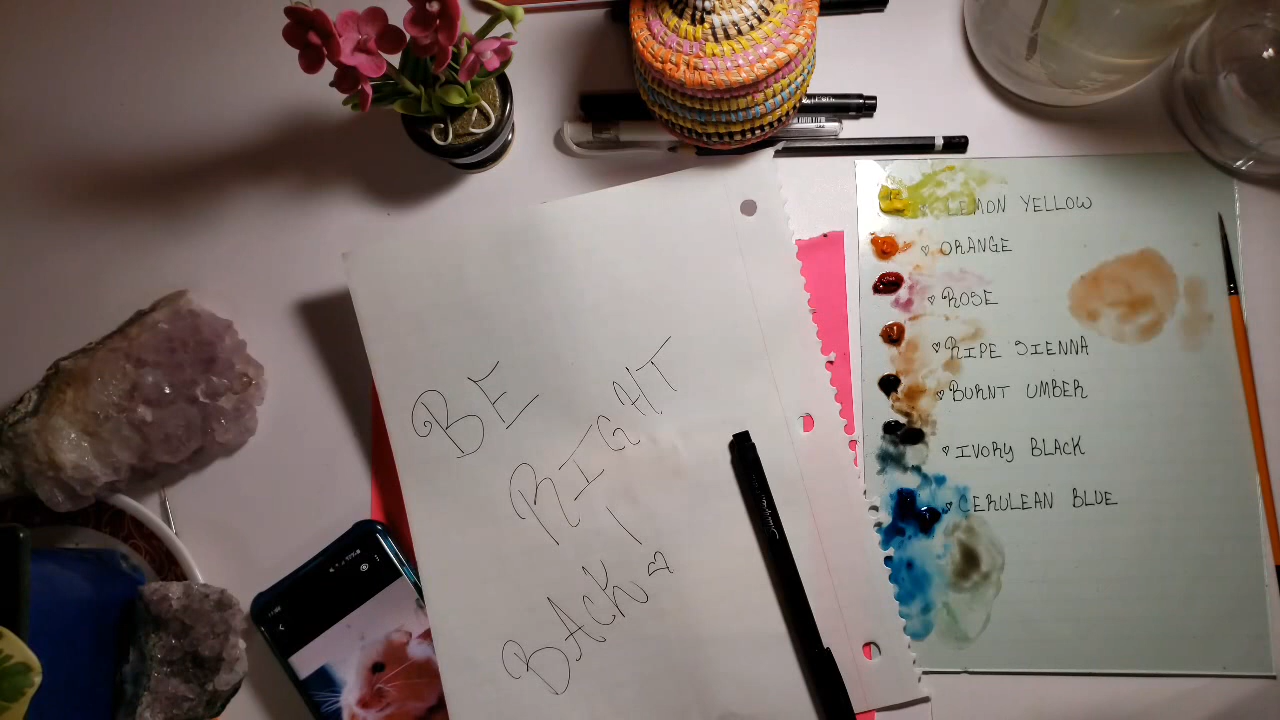 BE
RIGHT
BACK! ♡
LEMON YELLOW
♡ ORANGE
♡ ROSE
♡ RIPE SIENNA
♡ BURNT UMBER
♡ IVORY BLACK
♡ CERULEAN BLUE